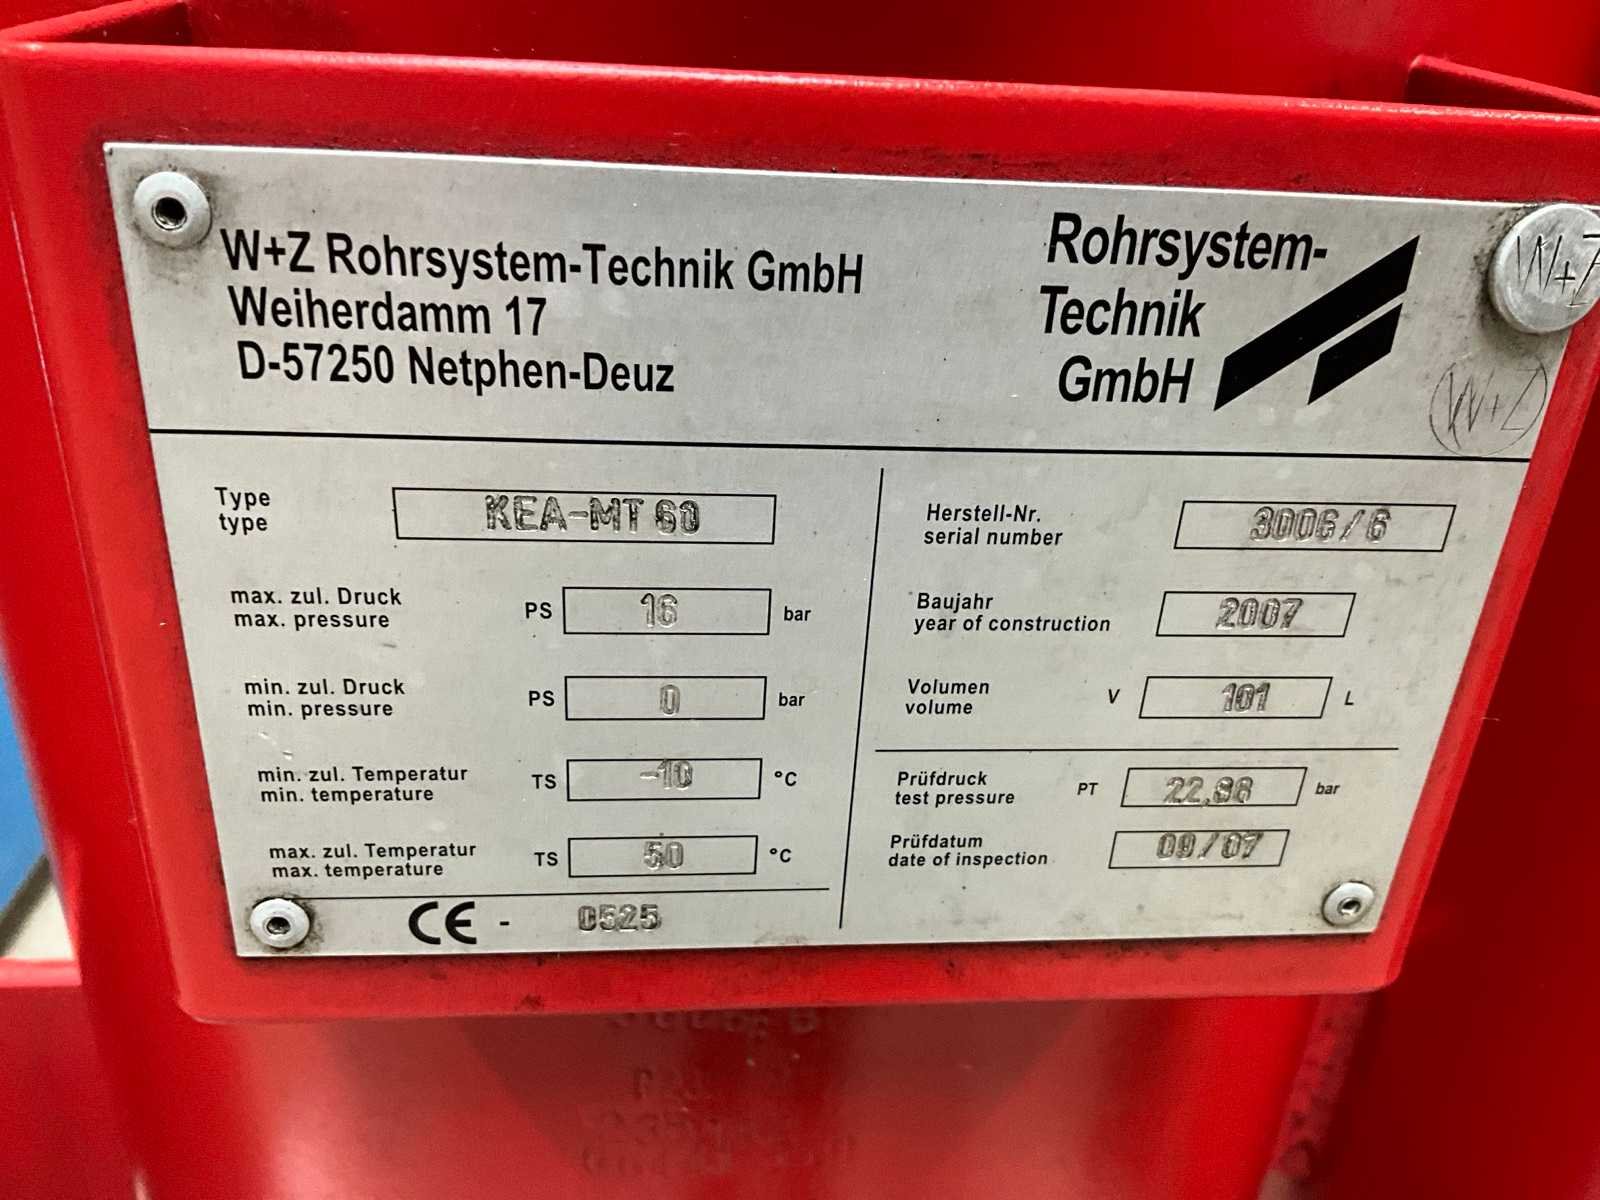 W+Z Rohrsystem-Technik GmbH
Weiherdamm 17
D-57250 Netphen-Deuz
Rohrsystem-
Technik
GmbH
W+Z
W+Z
Type
type
KEA-MT 60
max. zul. Druck
max. pressure
PS 16 bar
min. zul. Druck
min. pressure
PS 0 bar
min. zul. Temperatur
min. temperature
TS -10 °C
max. zul. Temperatur
max. temperature
TS 50 °C
CE - 0525
Herstell-Nr.
serial number
3006/6
Baujahr
year of construction
2007
Volumen
volume
V 101 L
Prüfdruck
test pressure
PT 22,88 bar
Prüfdatum
date of inspection
09/07